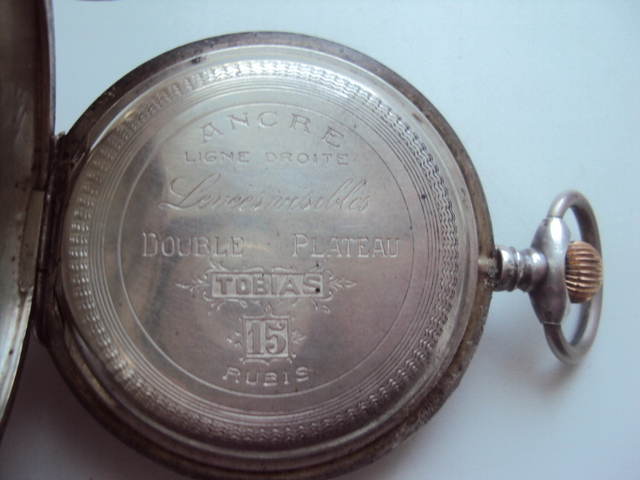 ANCRE
LIGNE DROITE
Levées visibles
DOUBLE PLATEAU
TOBIAS
15
RUBIS